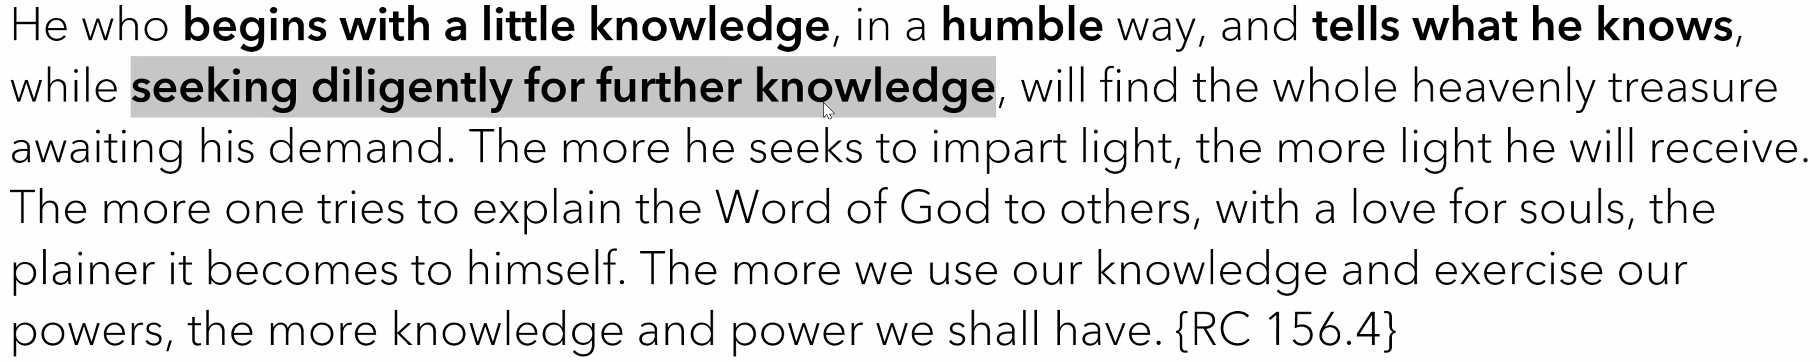 He who begins with a little knowledge, in a humble way, and tells what he knows,
while seeking diligently for further knowledge, will find the whole heavenly treasure
awaiting his demand. The more he seeks to impart light, the more light he will receive.
The more one tries to explain the Word of God to others, with a love for souls, the
plainer it becomes to himself. The more we use our knowledge and exercise our
powers, the more knowledge and power we shall have. {RC 156.4}